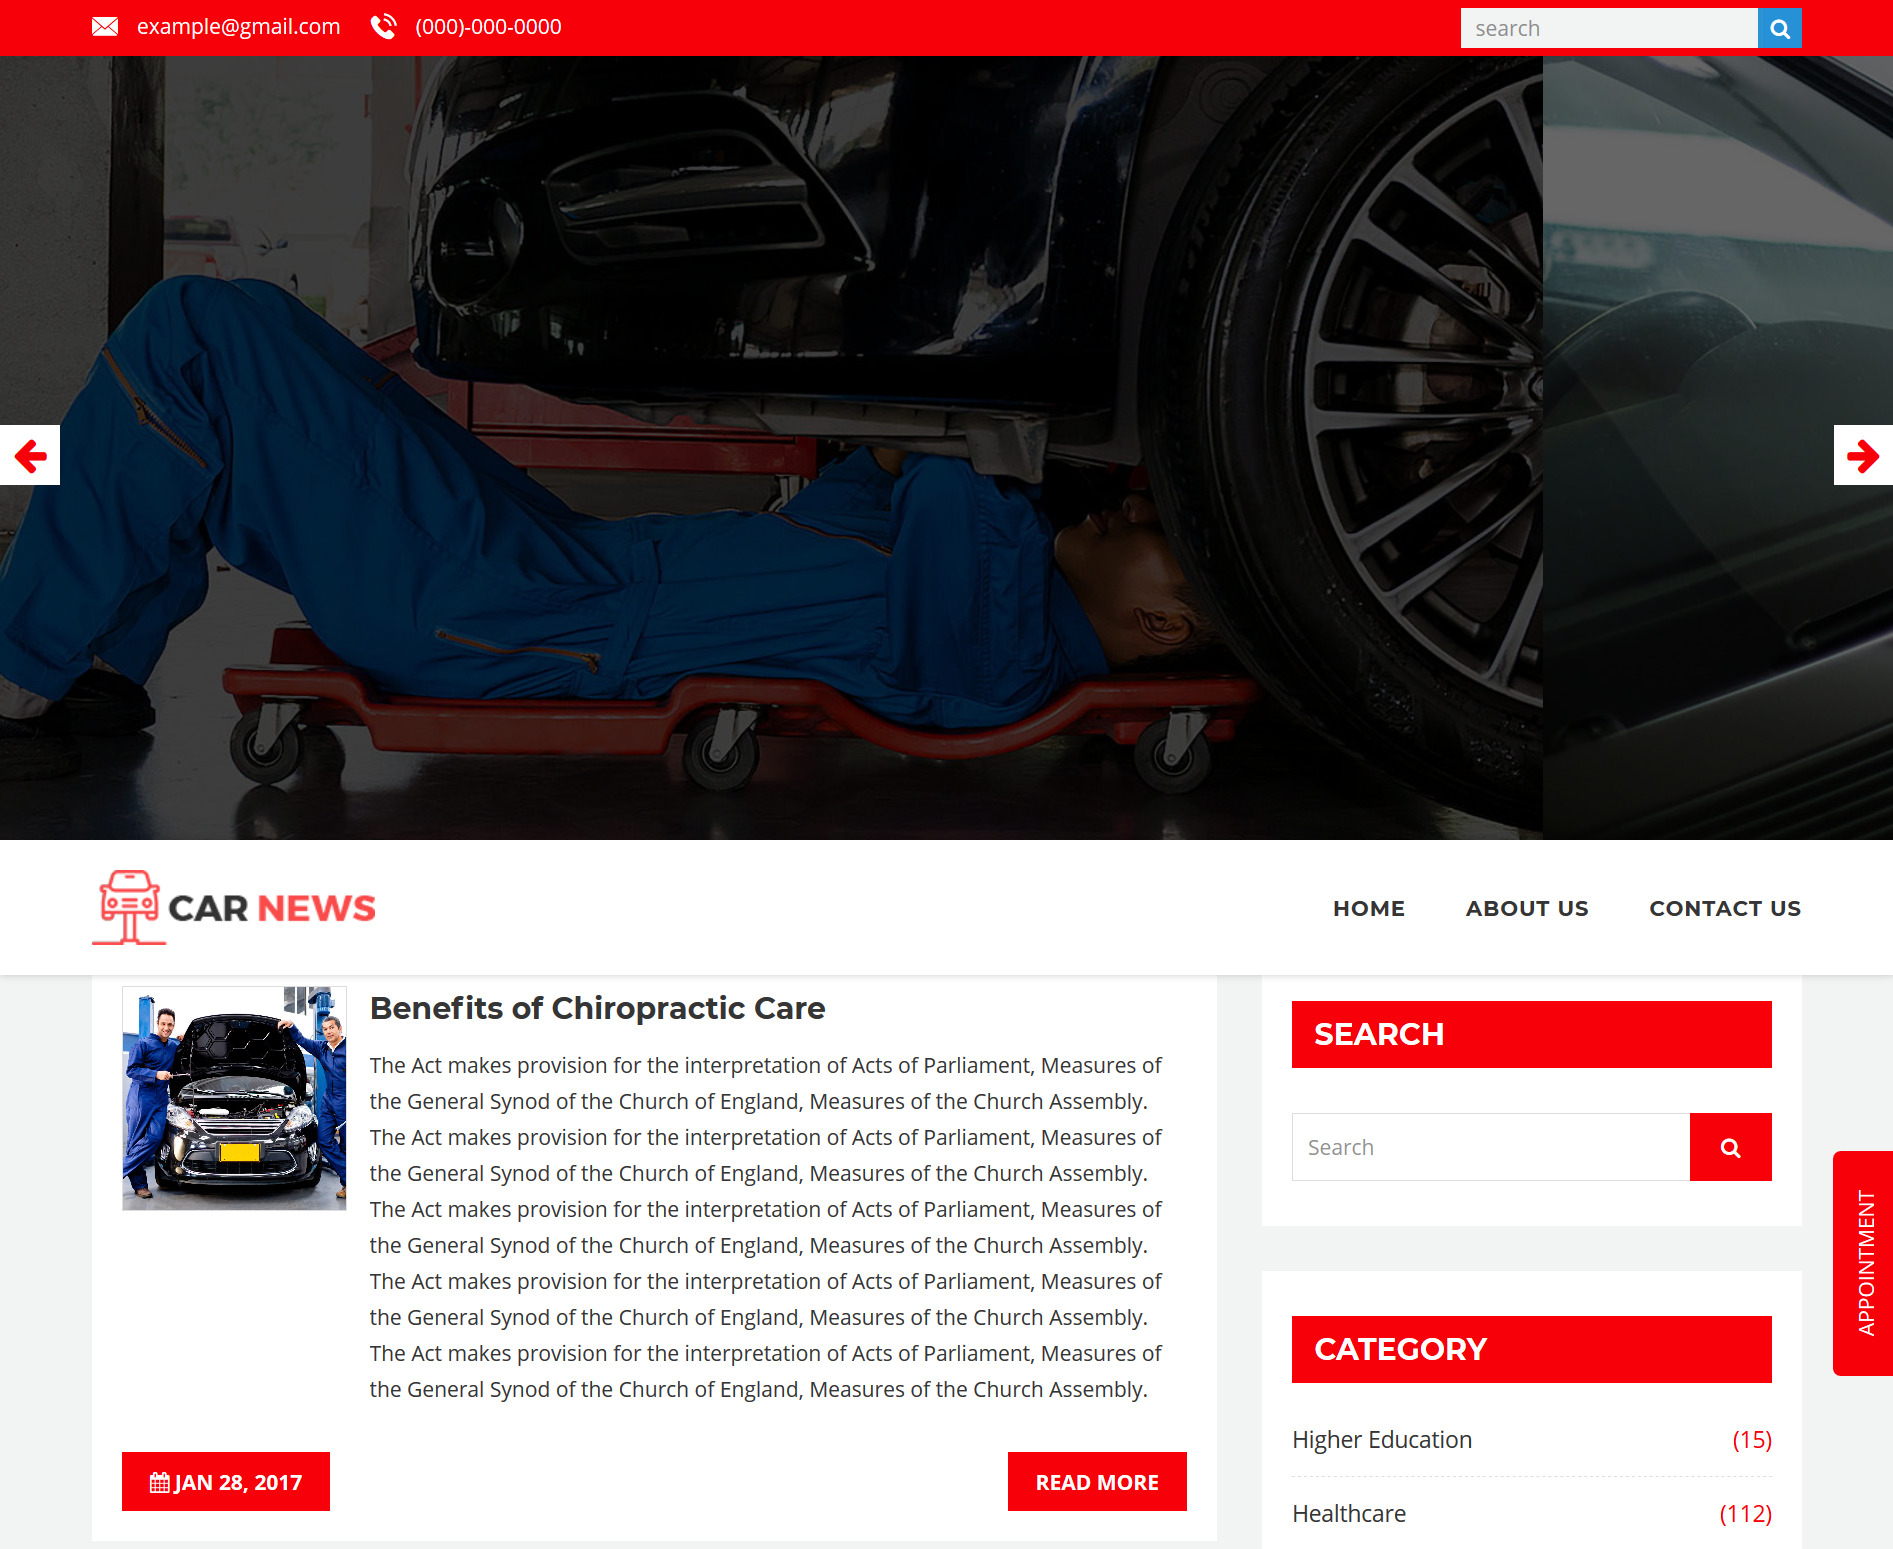 example@gmail.com
(000)-000-0000
search
CAR NEWS
HOME
ABOUT US
CONTACT US
Benefits of Chiropractic Care
The Act makes provision for the interpretation of Acts of Parliament, Measures of
the General Synod of the Church of England, Measures of the Church Assembly.
The Act makes provision for the interpretation of Acts of Parliament, Measures of
the General Synod of the Church of England, Measures of the Church Assembly.
The Act makes provision for the interpretation of Acts of Parliament, Measures of
the General Synod of the Church of England, Measures of the Church Assembly.
The Act makes provision for the interpretation of Acts of Parliament, Measures of
the General Synod of the Church of England, Measures of the Church Assembly.
The Act makes provision for the interpretation of Acts of Parliament, Measures of
the General Synod of the Church of England, Measures of the Church Assembly.
JAN 28, 2017
READ MORE
SEARCH
Search
CATEGORY
Higher Education (15)
Healthcare (112)
APPOINTMENT